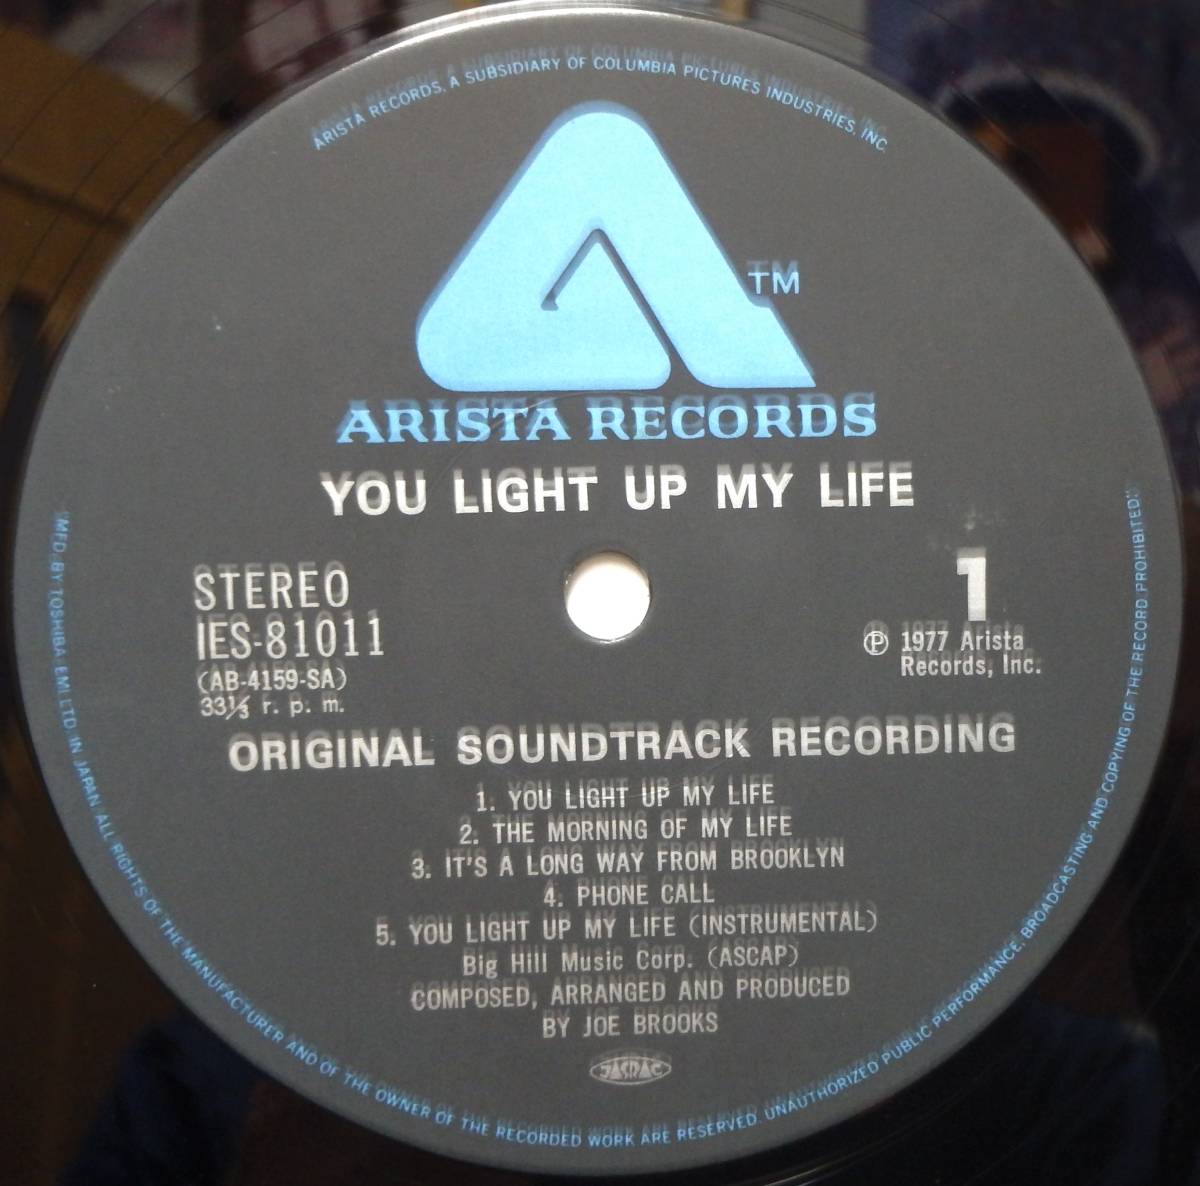 ARISTA RECORDS, A SUBSIDIARY OF COLUMBIA PICTURES INDUSTRIES, INC.
TM
ARISTA RECORDS
YOU LIGHT UP MY LIFE
STEREO
IES-81011
(AB-4159-SA)
33⅓ r. p. m.
1
Ⓟ 1977 Arista
Records, Inc.
ORIGINAL SOUNDTRACK RECORDING
1. YOU LIGHT UP MY LIFE
2. THE MORNING OF MY LIFE
3. IT'S A LONG WAY FROM BROOKLYN
4. PHONE CALL
5. YOU LIGHT UP MY LIFE (INSTRUMENTAL)
Big Hill Music Corp. (ASCAP)
COMPOSED, ARRANGED AND PRODUCED
BY JOE BROOKS
JASRAC
"MFD. BY TOSHIBA EMI LTD. IN JAPAN. ALL RIGHTS OF THE MANUFACTURER AND OF THE OWNER OF THE RECORDED WORK ARE RESERVED. UNAUTHORIZED PUBLIC PERFORMANCE, BROADCASTING AND COPYING OF THE RECORD PROHIBITED."